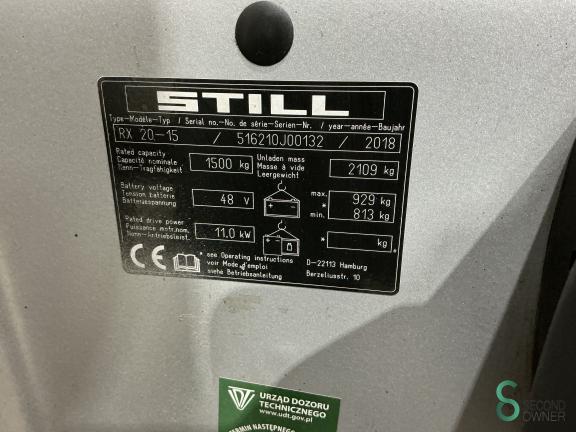 STILL
Type-Modèle-Typ / Serial no.-No. de série-Serien-Nr. / year-année-Baujahr
RX 20-15 / 516210J00132 / 2018
Rated capacity
Capacité nominale
Nenn-Tragfähigkeit
1500 kg
Unladen mass
Masse à vide
Leergewicht
2109 kg
Battery voltage
Tension batterie
Batteriespannung
48 V
max. 929 kg
*
min. 813 kg
Rated drive power
Puissance motr.nom.
Nenn-Antriebsleist.
11.0 kW
* kg *
CE
* see Operating instructions
voir Mode d'emploi
siehe Betriebsanleitung
D-22113 Hamburg
Berzeliusstr. 10
URZĄD DOZORU
TECHNICZNEGO
www.udt.gov.pl
TERMIN NASTĘPNEGO
SECOND
OWNER